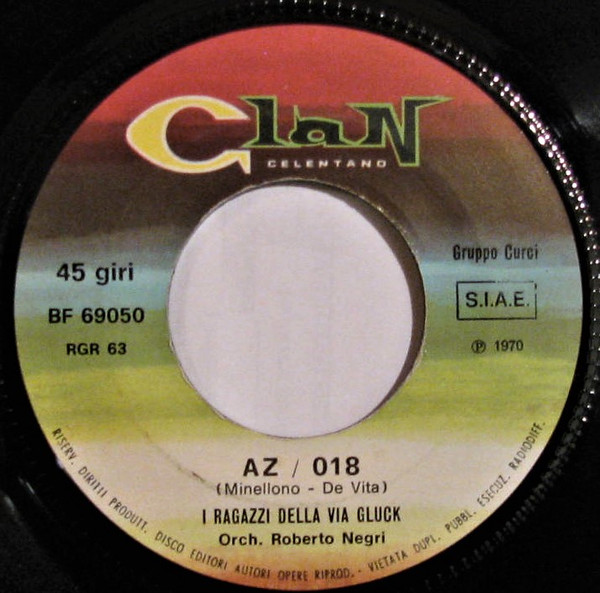 Clan
CELENTANO
45 giri
BF 69050
RGR 63
Gruppo Curci
S.I.A.E.
℗ 1970
AZ / 018
(Minellono - De Vita)
I RAGAZZI DELLA VIA GLUCK
Orch. Roberto Negri
RISERV. DIRITTI PRODUIT. DISCO EDITORI AUTORI OPERE RIPROD. - VIETATA DUPL. PUBBL. ESECUZ. RADIODIFF.